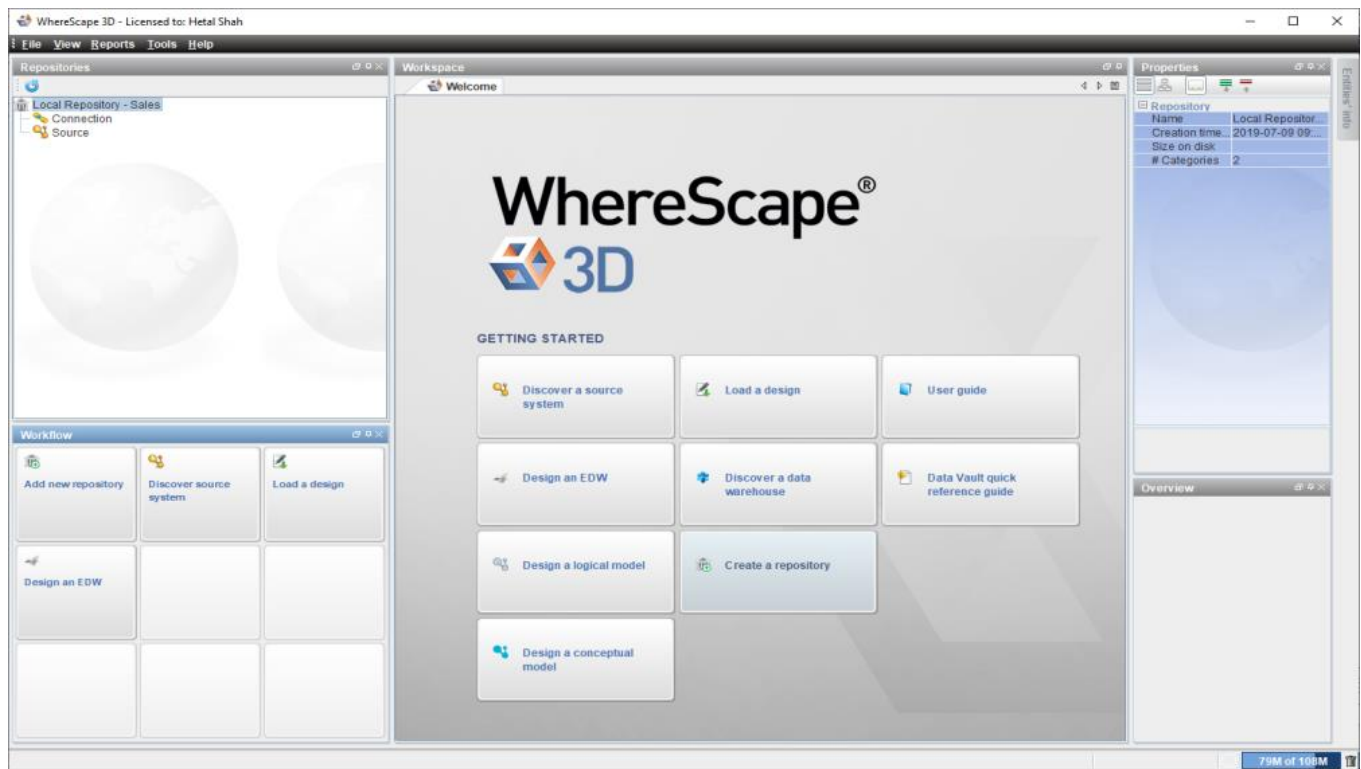 WhereScape 3D - Licensed to: Hetal Shah
File View Reports Tools Help
Repositories
Local Repository - Sales
Connection
Source
Workflow
Add new repository
Discover source
system
Load a design
Design an EDW
Workspace
Welcome
WhereScape®
3D
GETTING STARTED
Discover a source
system
Load a design
User guide
Design an EDW
Discover a data
warehouse
Data Vault quick
reference guide
Design a logical model
Create a repository
Design a conceptual
model
Properties
Repository
Name Local Repositor...
Creation time... 2019-07-09 09:...
Size on disk
# Categories 2
Overview
Entities' info
79M of 108M